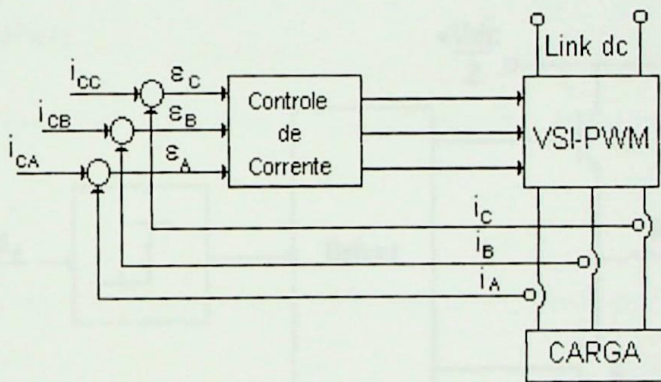 Link dc
i_CC
ε_C
i_CB
ε_B
i_CA
ε_A
Controle
de
Corrente
VSI-PWM
i_C
i_B
i_A
CARGA